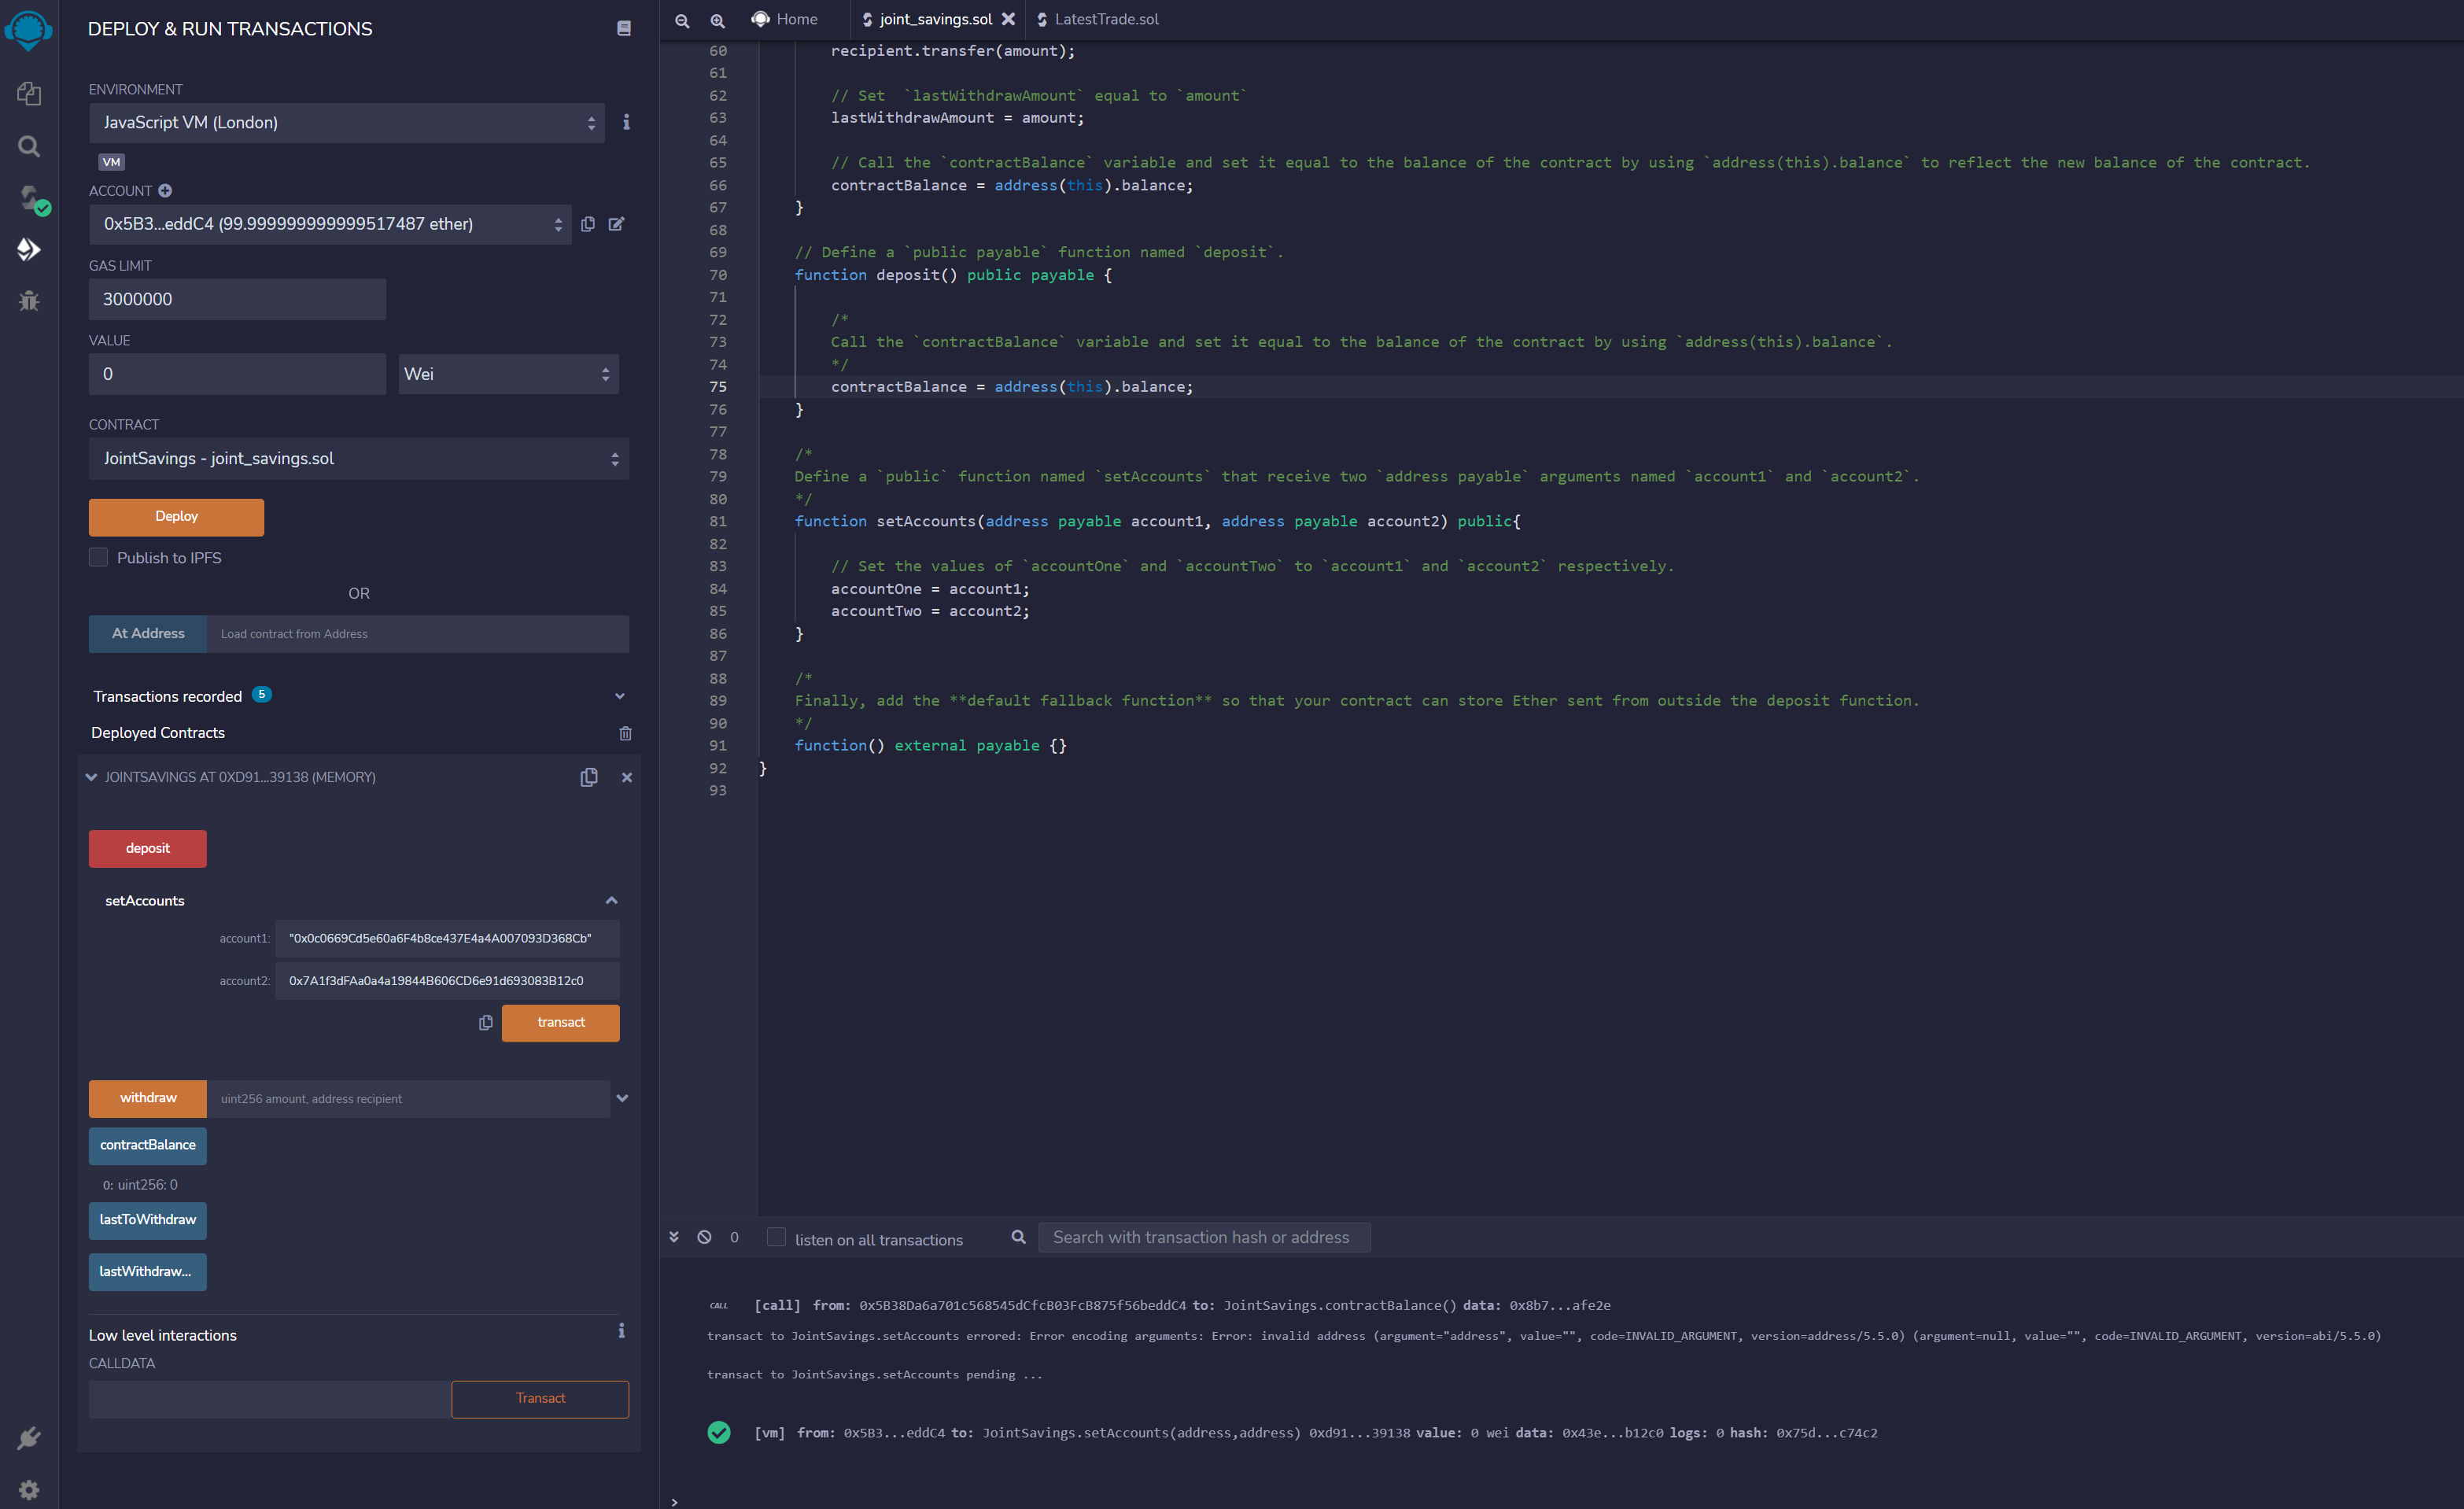 DEPLOY & RUN TRANSACTIONS
ENVIRONMENT
JavaScript VM (London)
VM
ACCOUNT
0x5B3...eddC4 (99.999999999999517487 ether)
GAS LIMIT
3000000
VALUE
0
Wei
CONTRACT
JointSavings - joint_savings.sol
Deploy
Publish to IPFS
OR
At Address
Load contract from Address
Transactions recorded 5
Deployed Contracts
JOINTSAVINGS AT 0XD91...39138 (MEMORY)
deposit
setAccounts
account1: "0x0c0669Cd5e60a6F4b8ce437E4a4A007093D368Cb"
account2: 0x7A1f3dFAa0a4a19844B606CD6e91d693083B12c0
transact
withdraw
uint256 amount, address recipient
contractBalance
0: uint256: 0
lastToWithdraw
lastWithdraw...
Low level interactions
CALLDATA
Transact
Home
joint_savings.sol
LatestTrade.sol
60 recipient.transfer(amount);
61
62 // Set  `lastWithdrawAmount` equal to `amount`
63 lastWithdrawAmount = amount;
64
65 // Call the `contractBalance` variable and set it equal to the balance of the contract by using `address(this).balance` to reflect the new balance of the contract.
66 contractBalance = address(this).balance;
67 }
68
69 // Define a `public payable` function named `deposit`.
70 function deposit() public payable {
71
72 /*
73 Call the `contractBalance` variable and set it equal to the balance of the contract by using `address(this).balance`.
74 */
75 contractBalance = address(this).balance;
76 }
77
78 /*
79 Define a `public` function named `setAccounts` that receive two `address payable` arguments named `account1` and `account2`.
80 */
81 function setAccounts(address payable account1, address payable account2) public{
82
83 // Set the values of `accountOne` and `accountTwo` to `account1` and `account2` respectively.
84 accountOne = account1;
85 accountTwo = account2;
86 }
87
88 /*
89 Finally, add the **default fallback function** so that your contract can store Ether sent from outside the deposit function.
90 */
91 function() external payable {}
92 }
93
0
listen on all transactions
Search with transaction hash or address
CALL [call] from: 0x5B38Da6a701c568545dCfcB03FcB875f56beddC4 to: JointSavings.contractBalance() data: 0x8b7...afe2e
transact to JointSavings.setAccounts errored: Error encoding arguments: Error: invalid address (argument="address", value="", code=INVALID_ARGUMENT, version=address/5.5.0) (argument=null, value="", code=INVALID_ARGUMENT, version=abi/5.5.0)
transact to JointSavings.setAccounts pending ...
[vm] from: 0x5B3...eddC4 to: JointSavings.setAccounts(address,address) 0xd91...39138 value: 0 wei data: 0x43e...b12c0 logs: 0 hash: 0x75d...c74c2
>